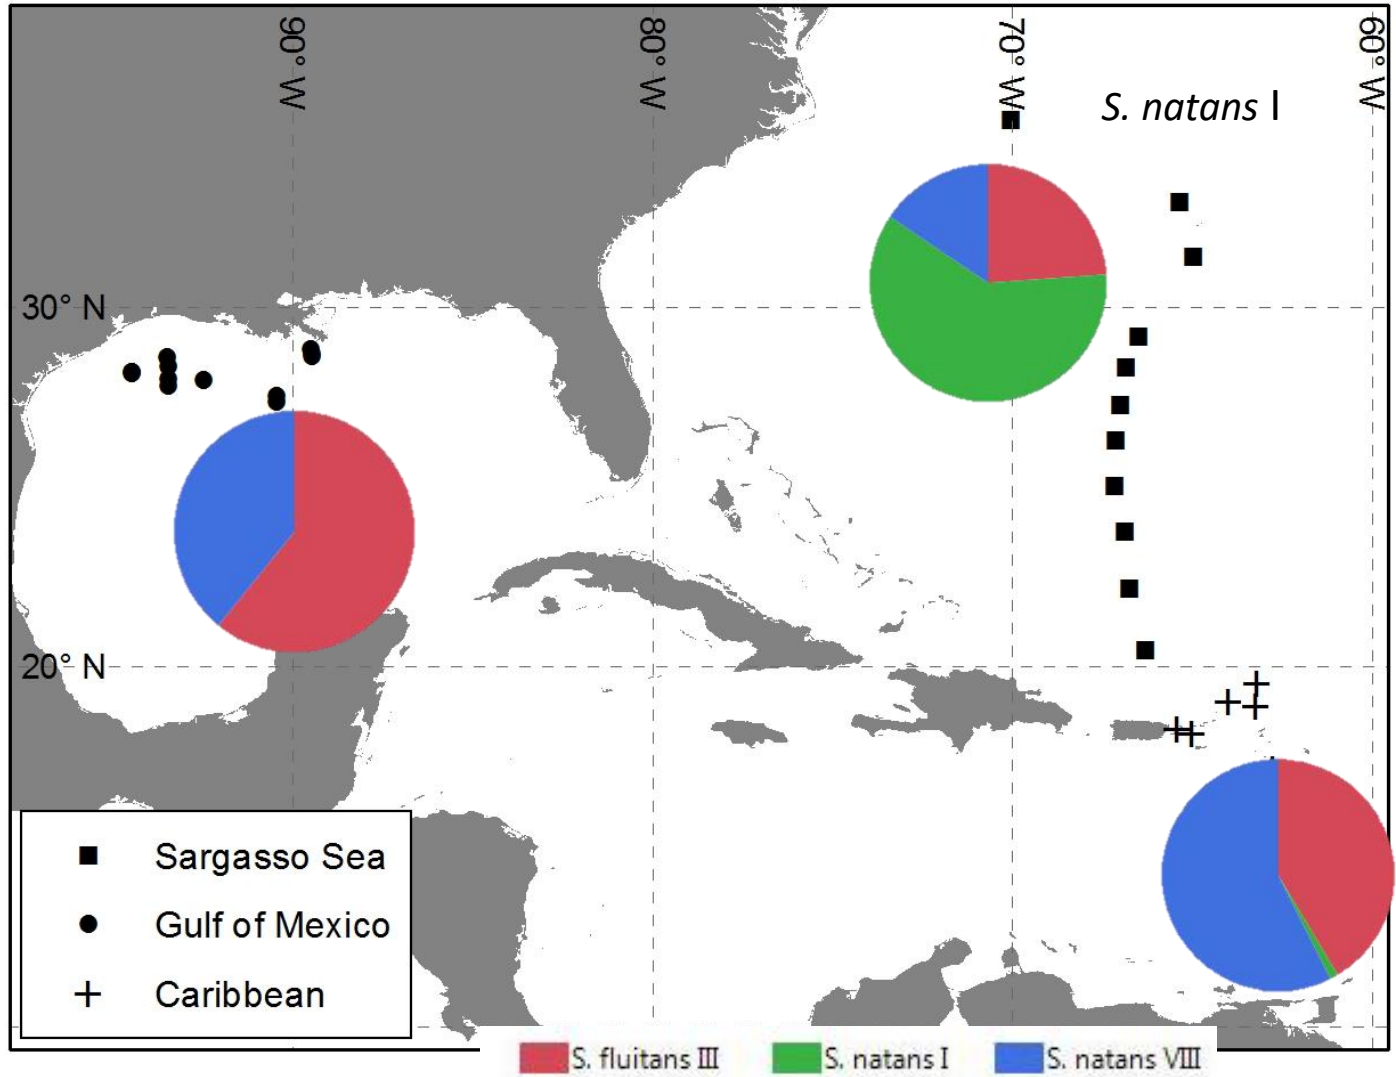 90° W
80° W
70° W
60° W
S. natans I
30° N
20° N
Sargasso Sea
Gulf of Mexico
Caribbean
S. fluitans III
S. natans I
S. natans VIII